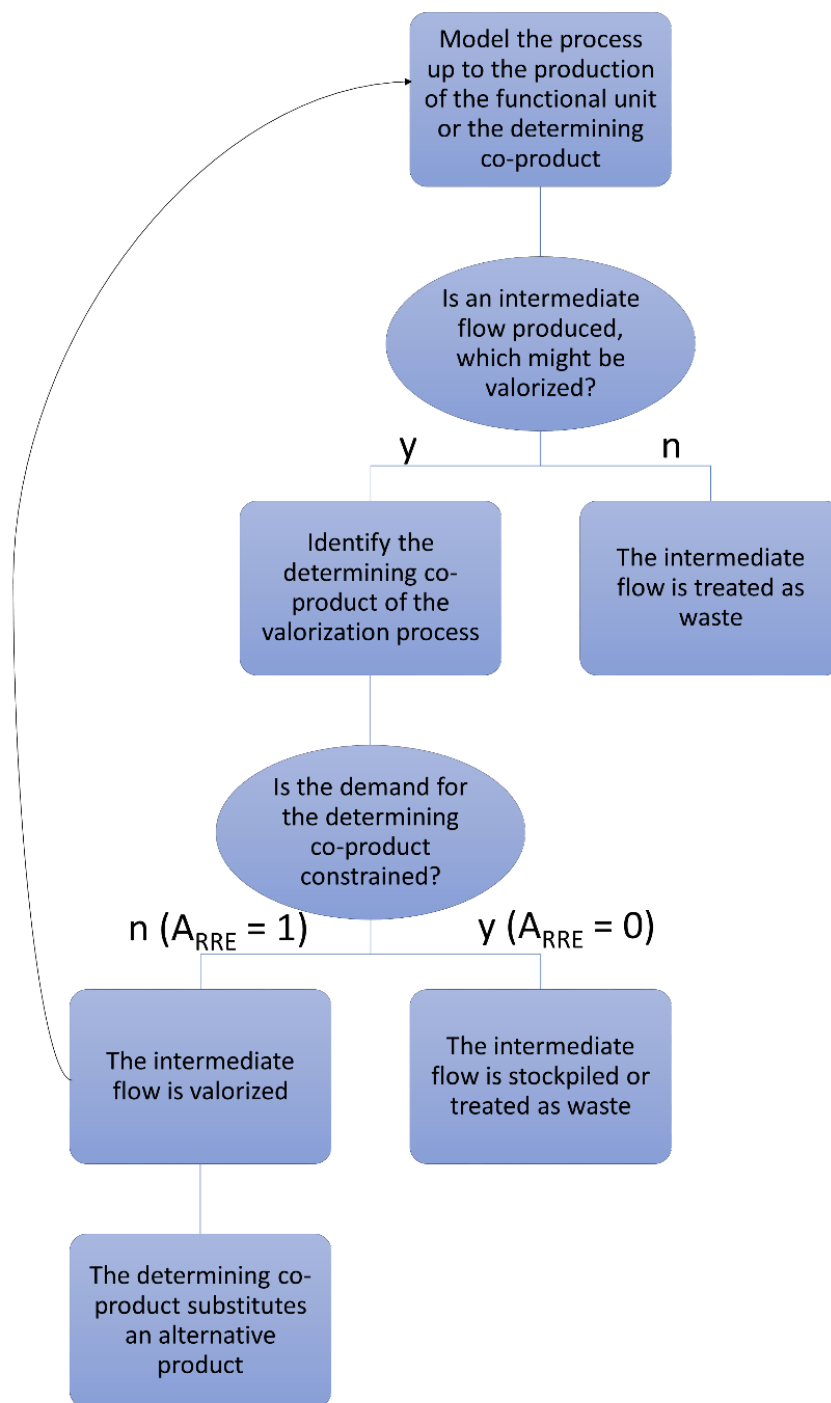 Model the process
up to the production
of the functional unit
or the determining
co-product
Is an intermediate
flow produced,
which might be
valorized?
y
n
Identify the
determining co-
product of the
valorization process
The intermediate
flow is treated as
waste
Is the demand for
the determining
co-product
constrained?
n (A_RRE = 1)
y (A_RRE = 0)
The intermediate
flow is valorized
The intermediate
flow is stockpiled or
treated as waste
The determining co-
product substitutes
an alternative
product